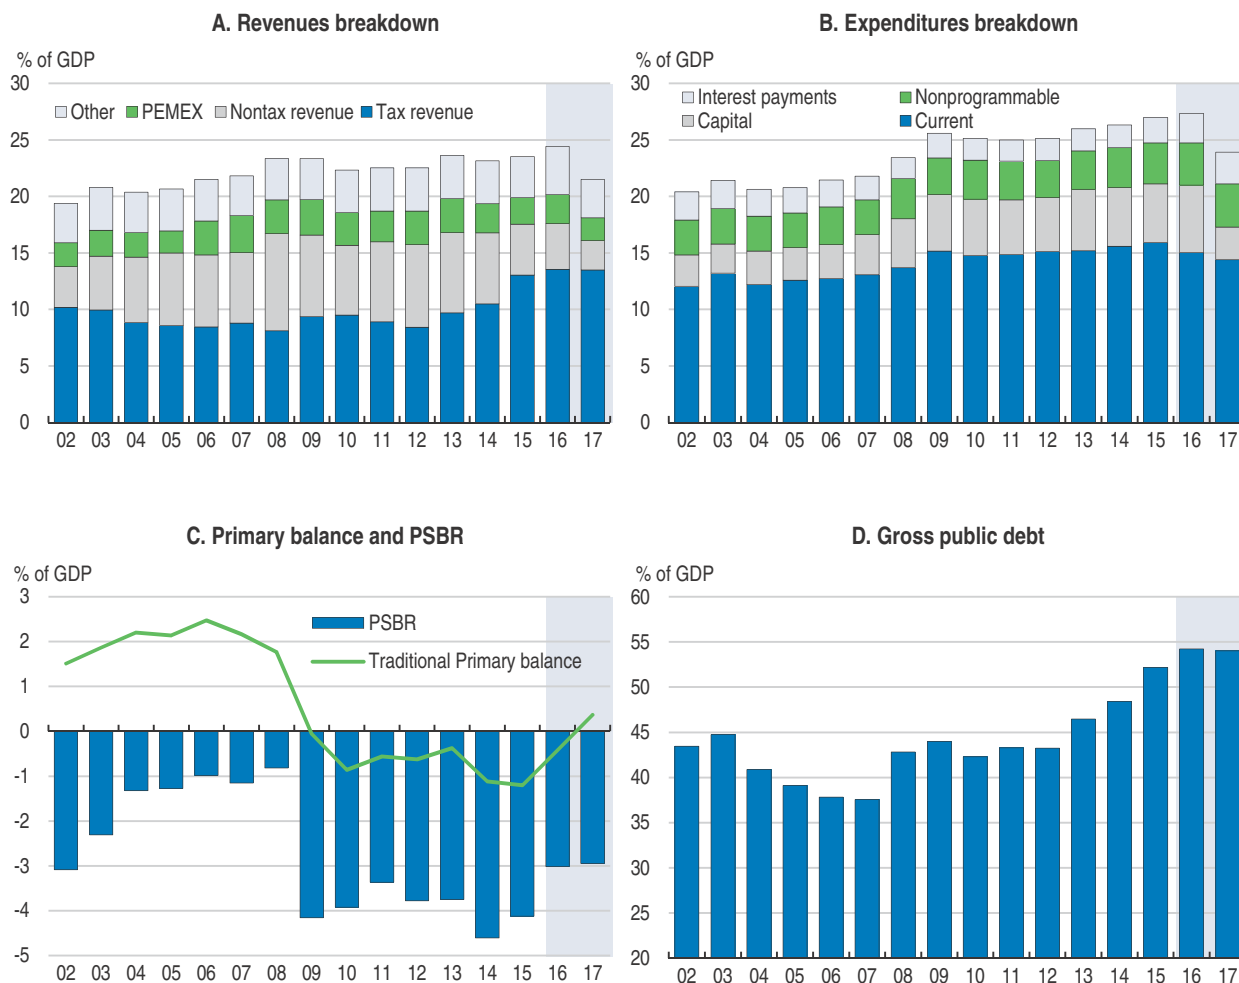 A. Revenues breakdown
% of GDP
30
25
20
15
10
5
0
Other PEMEX Nontax revenue Tax revenue
02 03 04 05 06 07 08 09 10 11 12 13 14 15 16 17
B. Expenditures breakdown
% of GDP
30
25
20
15
10
5
0
Interest payments Nonprogrammable
Capital Current
02 03 04 05 06 07 08 09 10 11 12 13 14 15 16 17
C. Primary balance and PSBR
% of GDP
3
2
1
0
-1
-2
-3
-4
-5
PSBR
Traditional Primary balance
02 03 04 05 06 07 08 09 10 11 12 13 14 15 16 17
D. Gross public debt
% of GDP
60
55
50
45
40
35
30
25
20
02 03 04 05 06 07 08 09 10 11 12 13 14 15 16 17